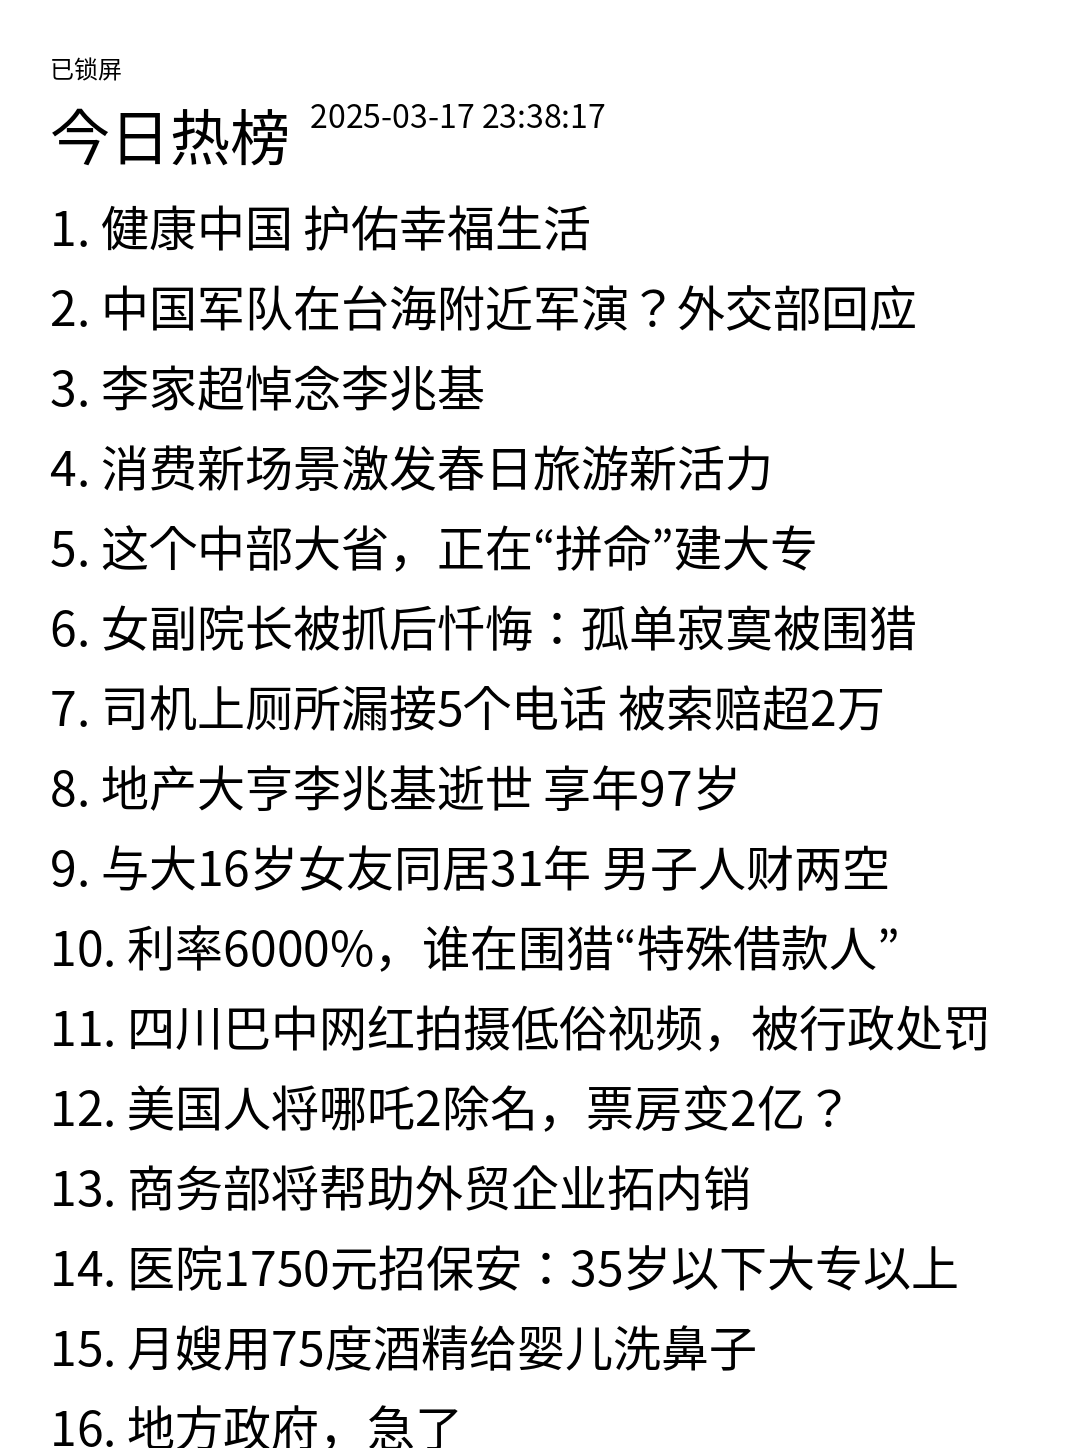 已锁屏
今日热榜 2025-03-17 23:38:17
1. 健康中国 护佑幸福生活
2. 中国军队在台海附近军演？外交部回应
3. 李家超悼念李兆基
4. 消费新场景激发春日旅游新活力
5. 这个中部大省，正在“拼命”建大专
6. 女副院长被抓后忏悔：孤单寂寞被围猎
7. 司机上厕所漏接5个电话 被索赔超2万
8. 地产大亨李兆基逝世 享年97岁
9. 与大16岁女友同居31年 男子人财两空
10. 利率6000%，谁在围猎“特殊借款人”
11. 四川巴中网红拍摄低俗视频，被行政处罚
12. 美国人将哪吒2除名，票房变2亿？
13. 商务部将帮助外贸企业拓内销
14. 医院1750元招保安：35岁以下大专以上
15. 月嫂用75度酒精给婴儿洗鼻子
16. 地方政府，急了